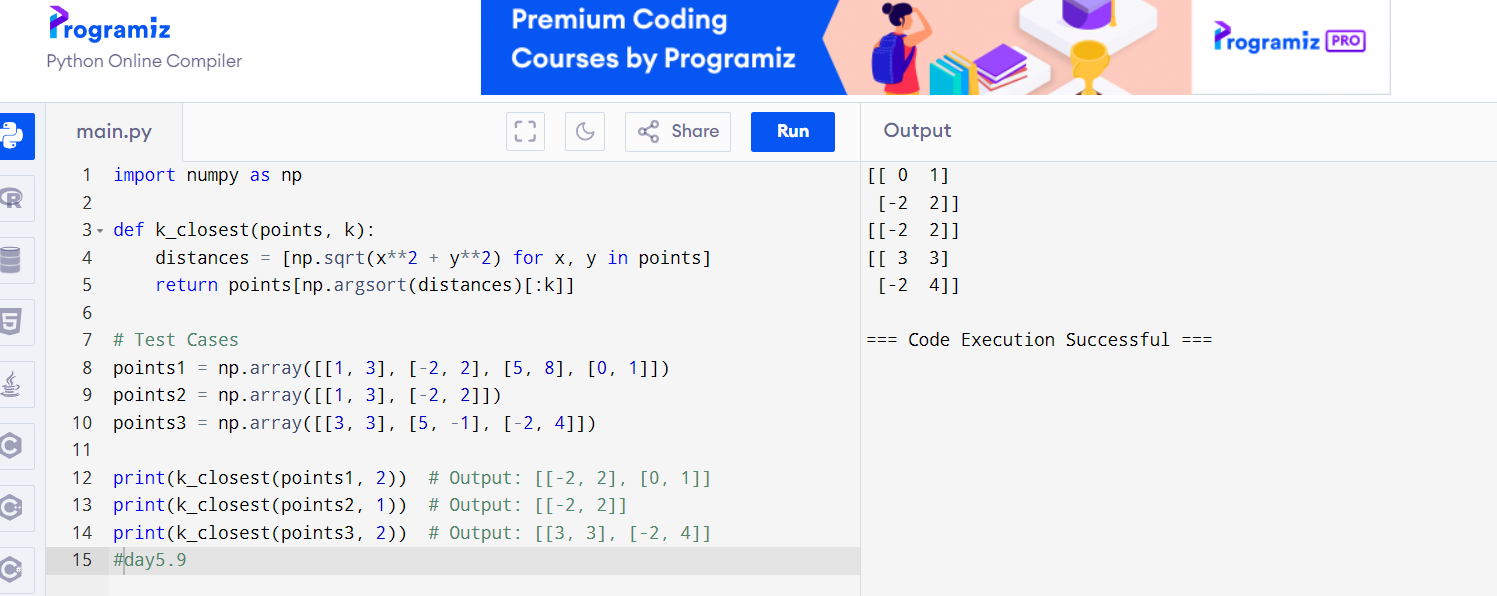 Programiz
Python Online Compiler
Premium Coding
Courses by Programiz
Programiz PRO
main.py
Share
Run
Output
1 import numpy as np
2
3 def k_closest(points, k):
4     distances = [np.sqrt(x**2 + y**2) for x, y in points]
5     return points[np.argsort(distances)[:k]]
6
7 # Test Cases
8 points1 = np.array([[1, 3], [-2, 2], [5, 8], [0, 1]])
9 points2 = np.array([[1, 3], [-2, 2]])
10 points3 = np.array([[3, 3], [5, -1], [-2, 4]])
11
12 print(k_closest(points1, 2))  # Output: [[-2, 2], [0, 1]]
13 print(k_closest(points2, 1))  # Output: [[-2, 2]]
14 print(k_closest(points3, 2))  # Output: [[3, 3], [-2, 4]]
15 #day5.9
[[ 0  1]
 [-2  2]]
[[-2  2]]
[[ 3  3]
 [-2  4]]
=== Code Execution Successful ===